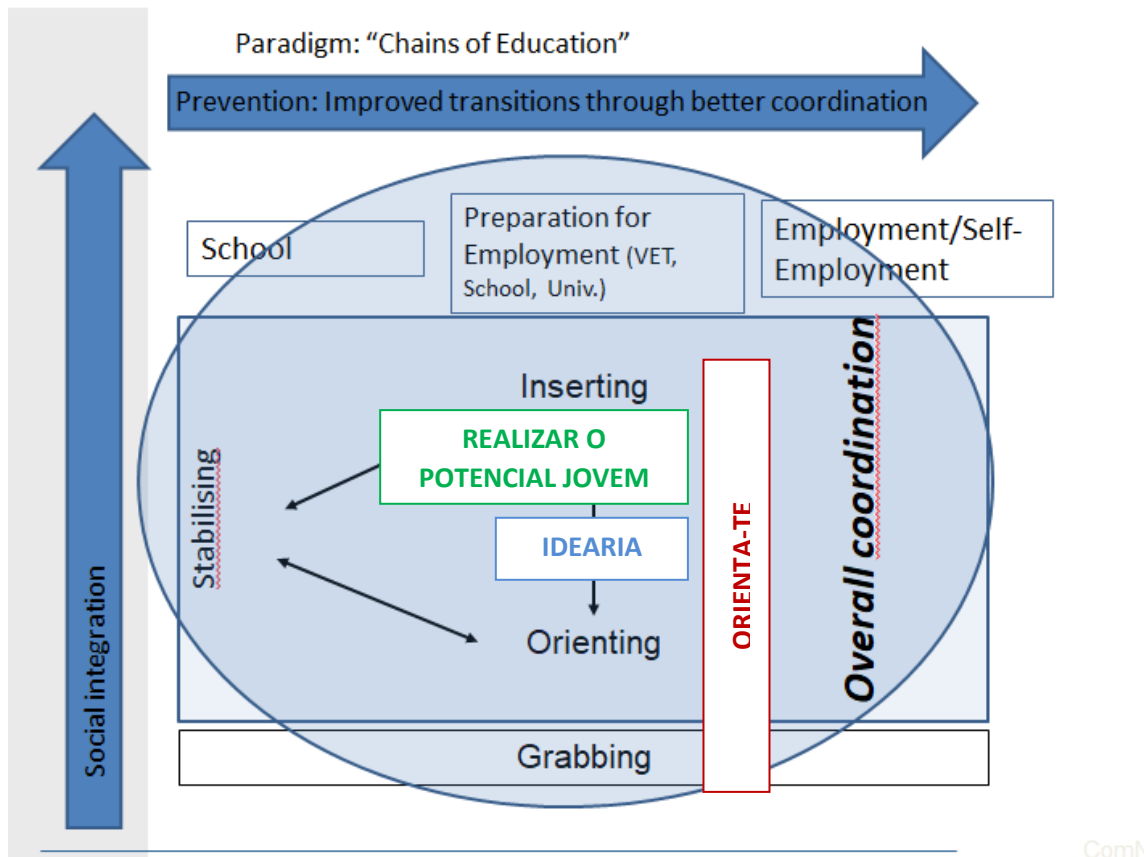 Paradigm: “Chains of Education”
Prevention: Improved transitions through better coordination
School
Preparation for
Employment (VET,
School, Univ.)
Employment/Self-
Employment
Inserting
REALIZAR O
POTENCIAL JOVEM
IDEARIA
Orienting
Stabilising
ORIENTA-TE
Overall coordination
Grabbing
Social integration